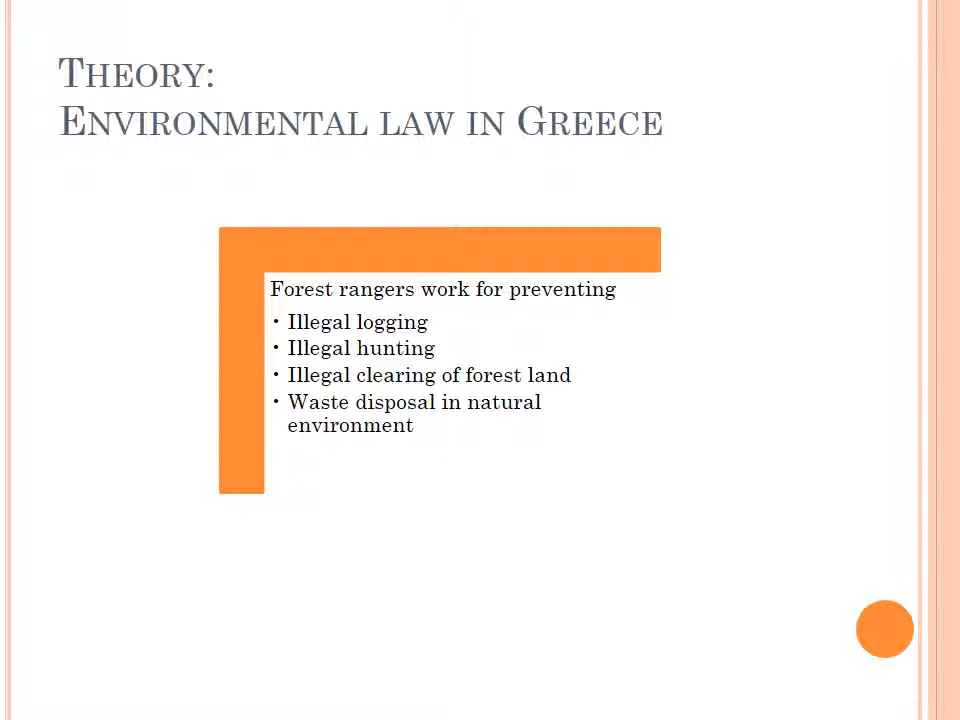 Theory:
Environmental law in Greece
Forest rangers work for preventing
• Illegal logging
• Illegal hunting
• Illegal clearing of forest land
• Waste disposal in natural
environment